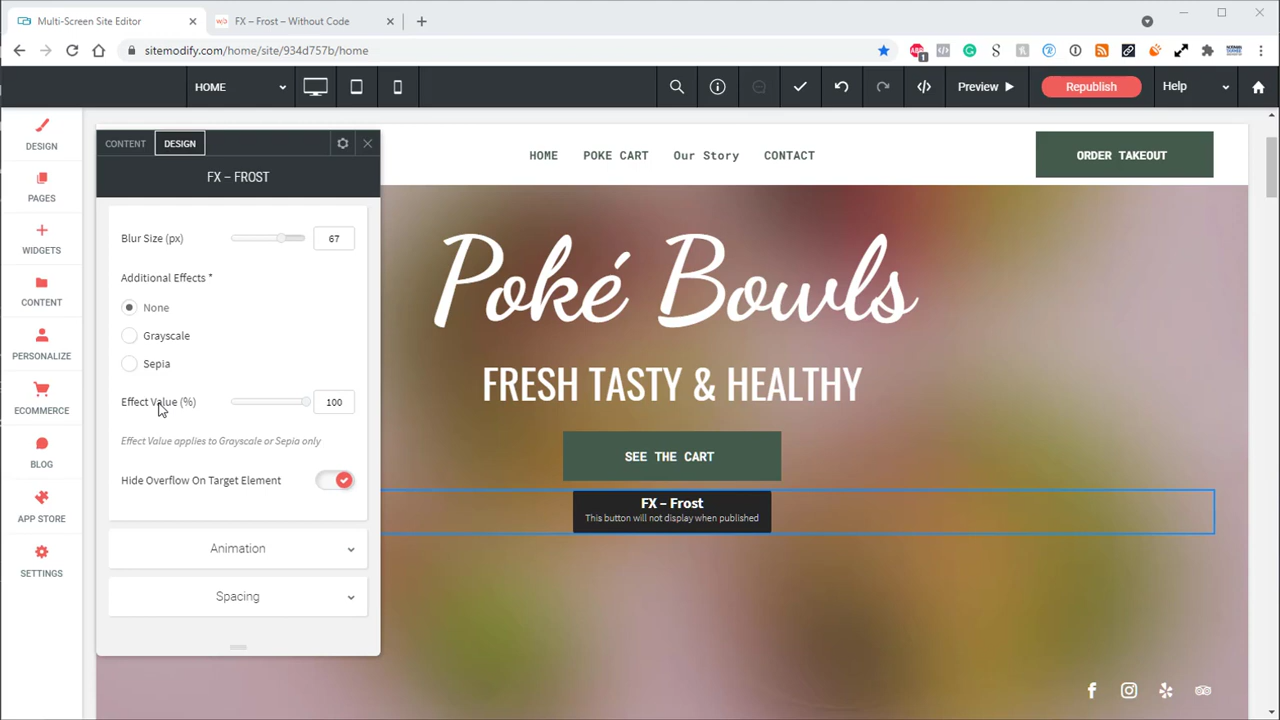 Multi-Screen Site Editor
FX – Frost – Without Code
sitemodify.com/home/site/934d757b/home
1
HOME
Preview
Republish
Help
DESIGN
PAGES
WIDGETS
CONTENT
PERSONALIZE
ECOMMERCE
BLOG
APP STORE
SETTINGS
CONTENT
DESIGN
FX – FROST
Blur Size (px)
67
Additional Effects *
None
Grayscale
Sepia
Effect Value (%)
100
Effect Value applies to Grayscale or Sepia only
Hide Overflow On Target Element
Animation
Spacing
HOME
POKE CART
Our Story
CONTACT
ORDER TAKEOUT
Poké Bowls
FRESH TASTY & HEALTHY
SEE THE CART
FX – Frost
This button will not display when published